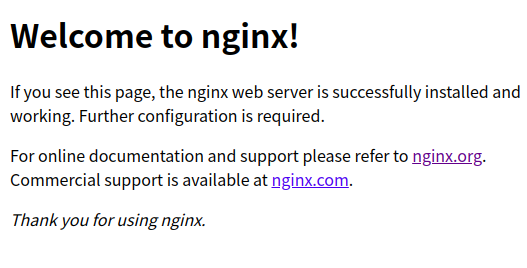 Welcome to nginx!
If you see this page, the nginx web server is successfully installed and
working. Further configuration is required.
For online documentation and support please refer to nginx.org.
Commercial support is available at nginx.com.
Thank you for using nginx.